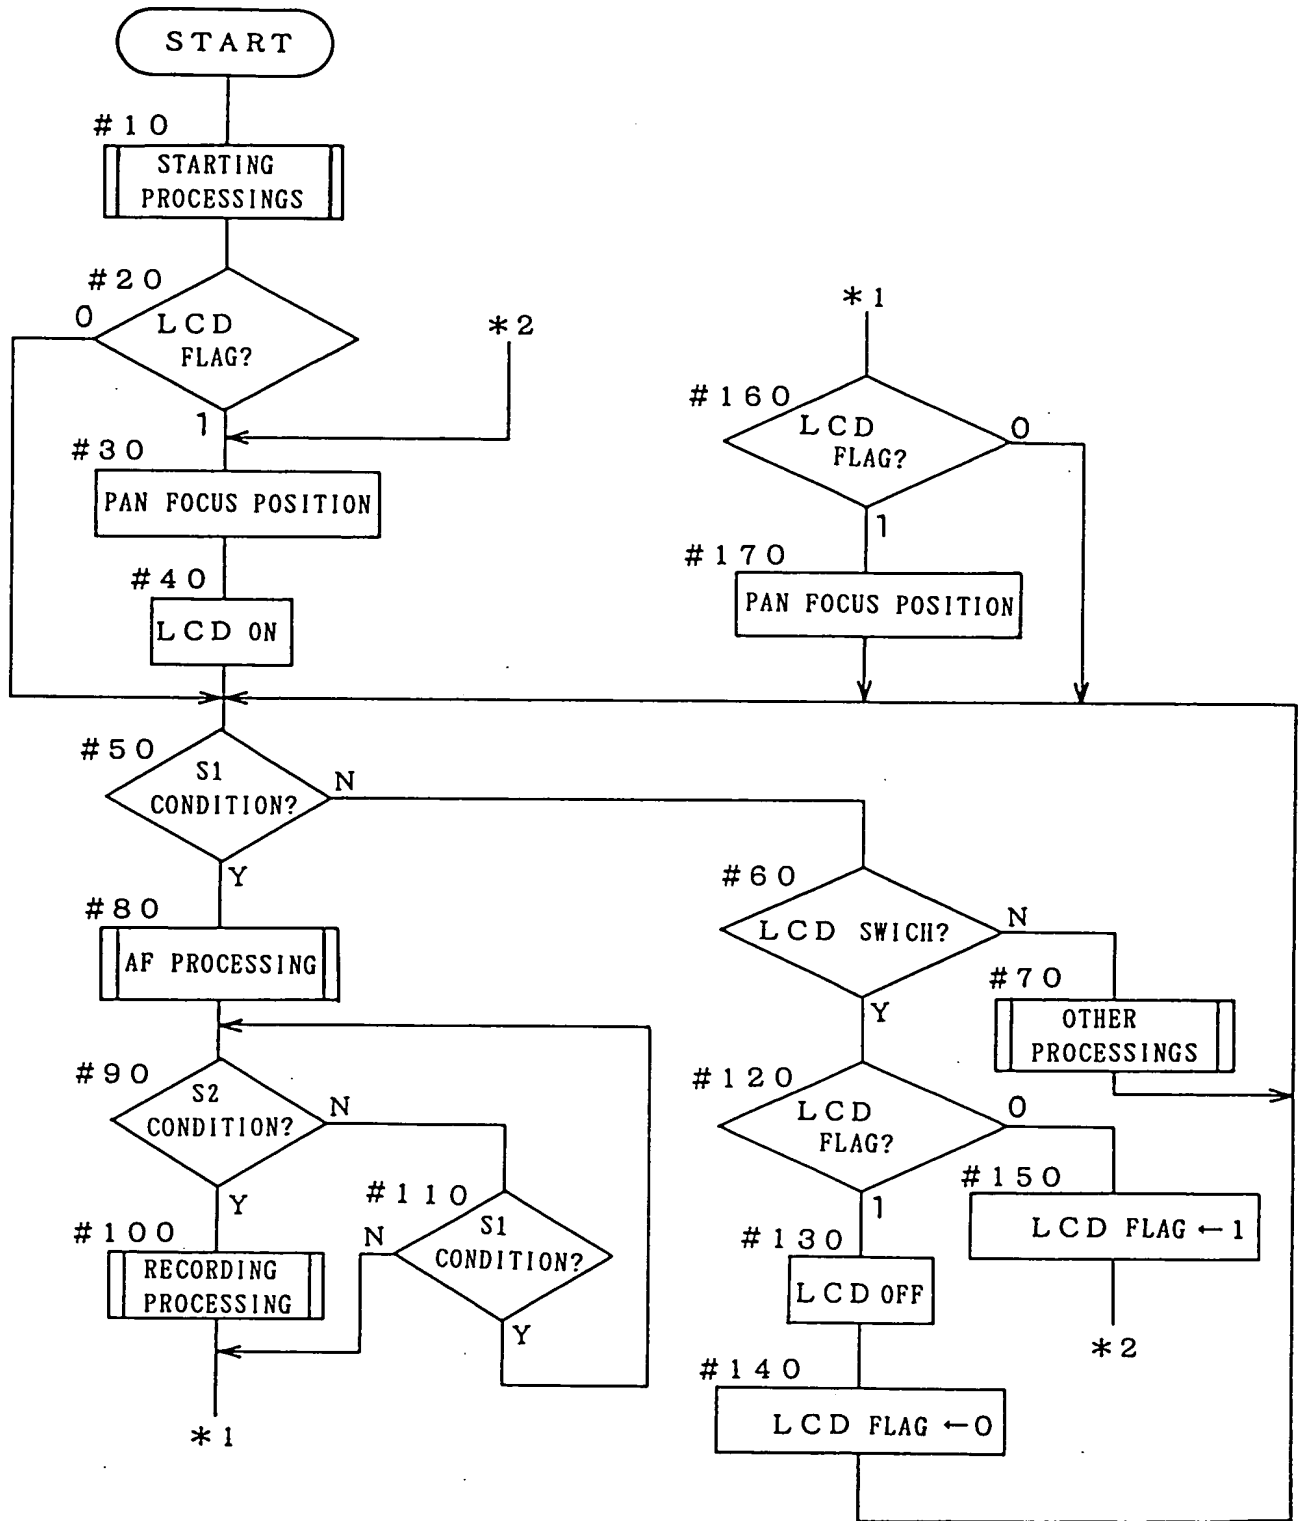 START
#10
STARTING
PROCESSINGS
#20
0
LCD
FLAG?
1
*2
#30
PAN FOCUS POSITION
#40
LCD ON
*1
#160
LCD
FLAG?
0
1
#170
PAN FOCUS POSITION
#50
S1
CONDITION?
N
Y
#60
LCD SWICH?
N
Y
#70
OTHER
PROCESSINGS
#80
AF PROCESSING
#90
S2
CONDITION?
N
Y
#100
RECORDING
PROCESSING
#110
S1
CONDITION?
N
Y
*1
#120
LCD
FLAG?
0
1
#130
LCD OFF
#140
LCD FLAG ←0
#150
LCD FLAG ←1
*2